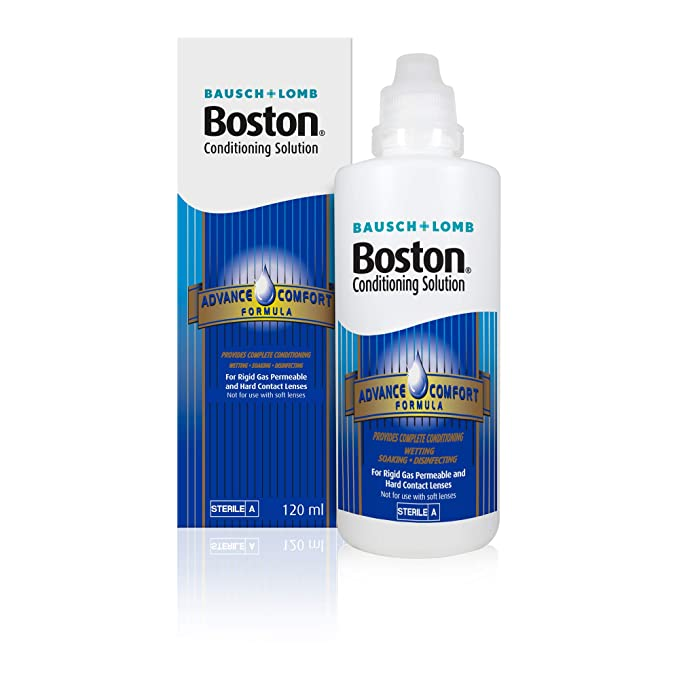 BAUSCH + LOMB
Boston®
Conditioning Solution
ADVANCE COMFORT
FORMULA
PROVIDES COMPLETE CONDITIONING
WETTING • SOAKING • DISINFECTING
For Rigid Gas Permeable
and Hard Contact Lenses
Not for use with soft lenses
STERILE A
120 ml
BAUSCH + LOMB
Boston®
Conditioning Solution
ADVANCE COMFORT
FORMULA
PROVIDES COMPLETE CONDITIONING
WETTING
SOAKING • DISINFECTING
For Rigid Gas Permeable and
Hard Contact Lenses
Not for use with soft lenses
STERILE A